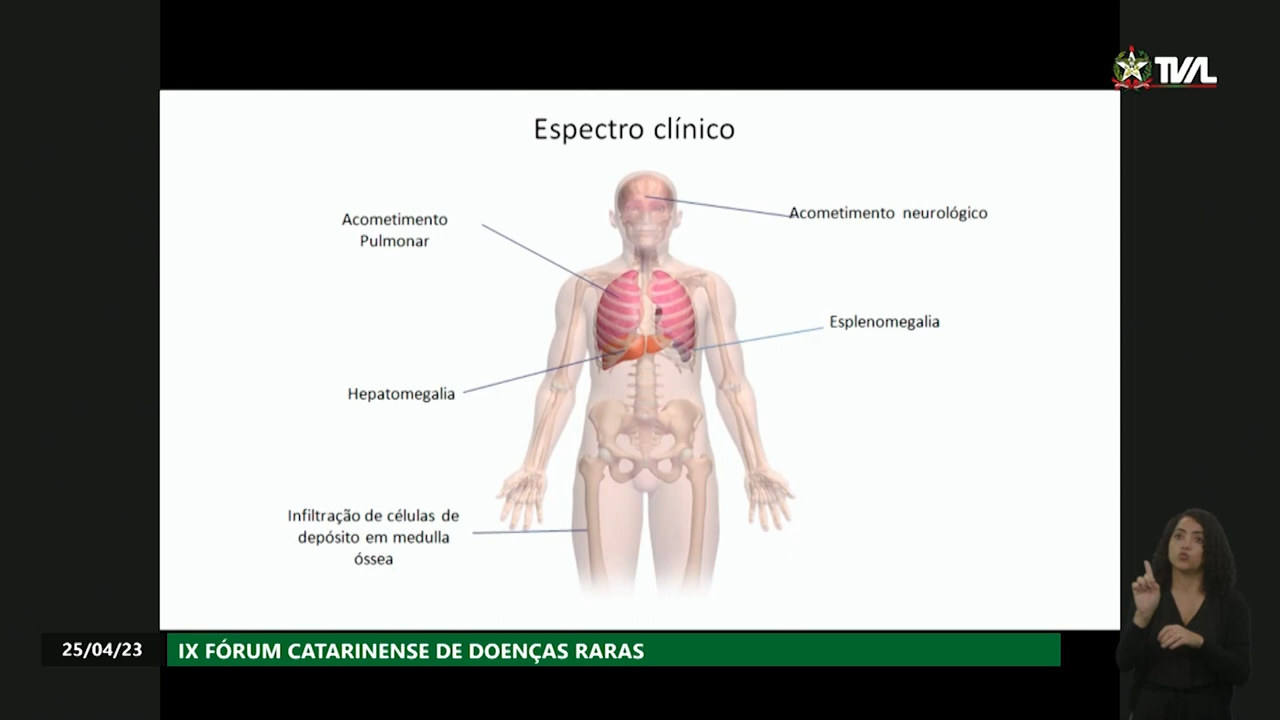 TVAL
Espectro clínico
Acometimento
Pulmonar
Acometimento neurológico
Esplenomegalia
Hepatomegalia
Infiltração de células de
depósito em medulla
óssea
25/04/23
IX FÓRUM CATARINENSE DE DOENÇAS RARAS